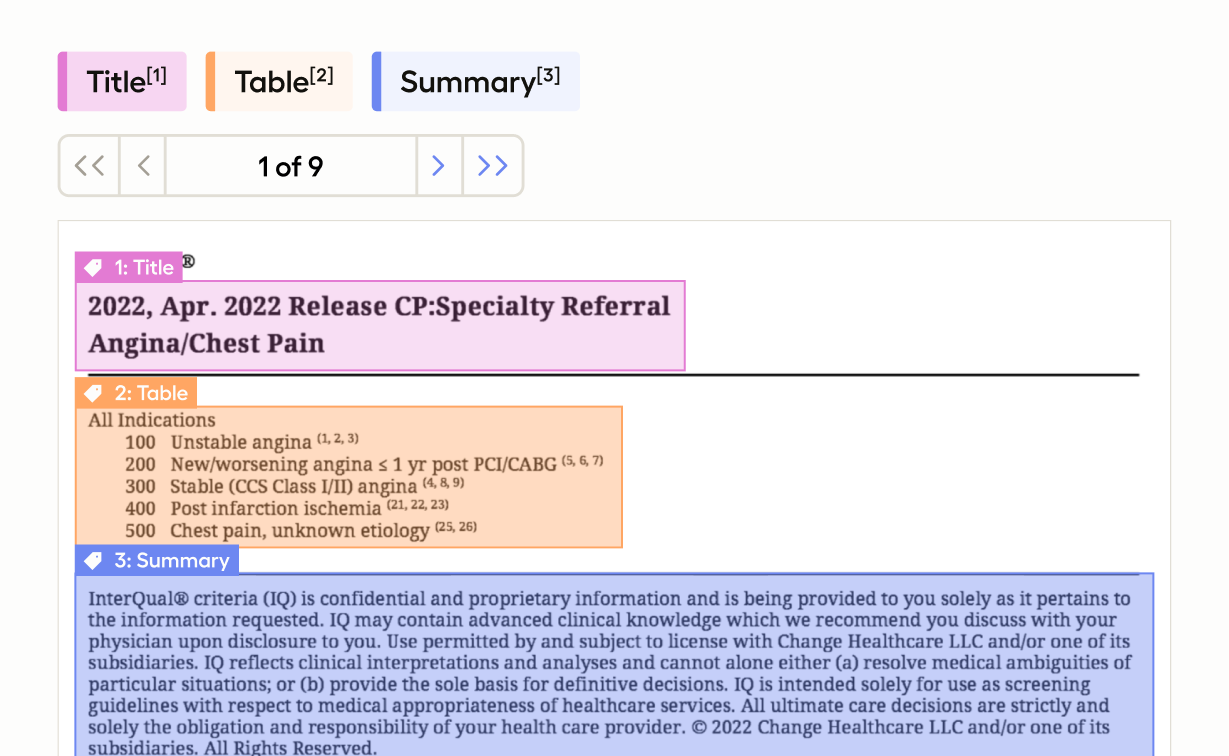 Title[1] Table[2] Summary[3]
1 of 9
1: Title ®
2022, Apr. 2022 Release CP:Specialty Referral
Angina/Chest Pain
2: Table
All Indications
100 Unstable angina (1, 2, 3)
200 New/worsening angina ≤ 1 yr post PCI/CABG (5, 6, 7)
300 Stable (CCS Class I/II) angina (4, 8, 9)
400 Post infarction ischemia (21, 22, 23)
500 Chest pain, unknown etiology (25, 26)
3: Summary
InterQual® criteria (IQ) is confidential and proprietary information and is being provided to you solely as it pertains to
the information requested. IQ may contain advanced clinical knowledge which we recommend you discuss with your
physician upon disclosure to you. Use permitted by and subject to license with Change Healthcare LLC and/or one of its
subsidiaries. IQ reflects clinical interpretations and analyses and cannot alone either (a) resolve medical ambiguities of
particular situations; or (b) provide the sole basis for definitive decisions. IQ is intended solely for use as screening
guidelines with respect to medical appropriateness of healthcare services. All ultimate care decisions are strictly and
solely the obligation and responsibility of your health care provider. © 2022 Change Healthcare LLC and/or one of its
subsidiaries. All Rights Reserved.